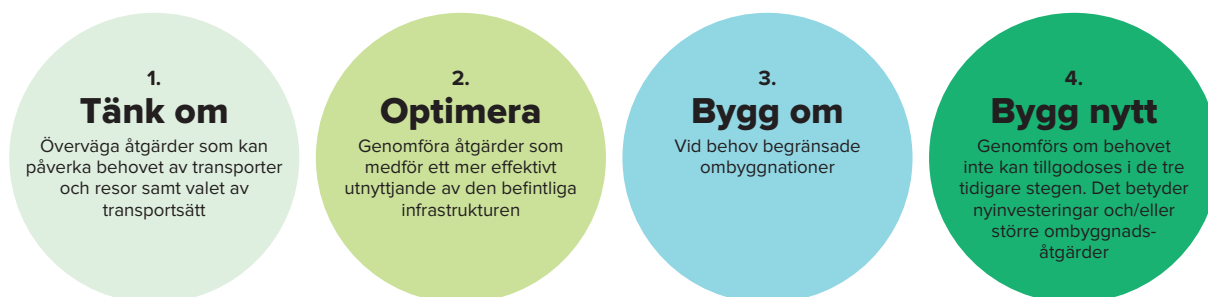 1.
Tänk om
Överväga åtgärder som kan
påverka behovet av transporter
och resor samt valet av
transportsätt
2.
Optimera
Genomföra åtgärder som
medför ett mer effektivt
utnyttjande av den befintliga
infrastrukturen
3.
Bygg om
Vid behov begränsade
ombyggnationer
4.
Bygg nytt
Genomförs om behovet
inte kan tillgodoses i de tre
tidigare stegen. Det betyder
nyinvesteringar och/eller
större ombyggnads-
åtgärder